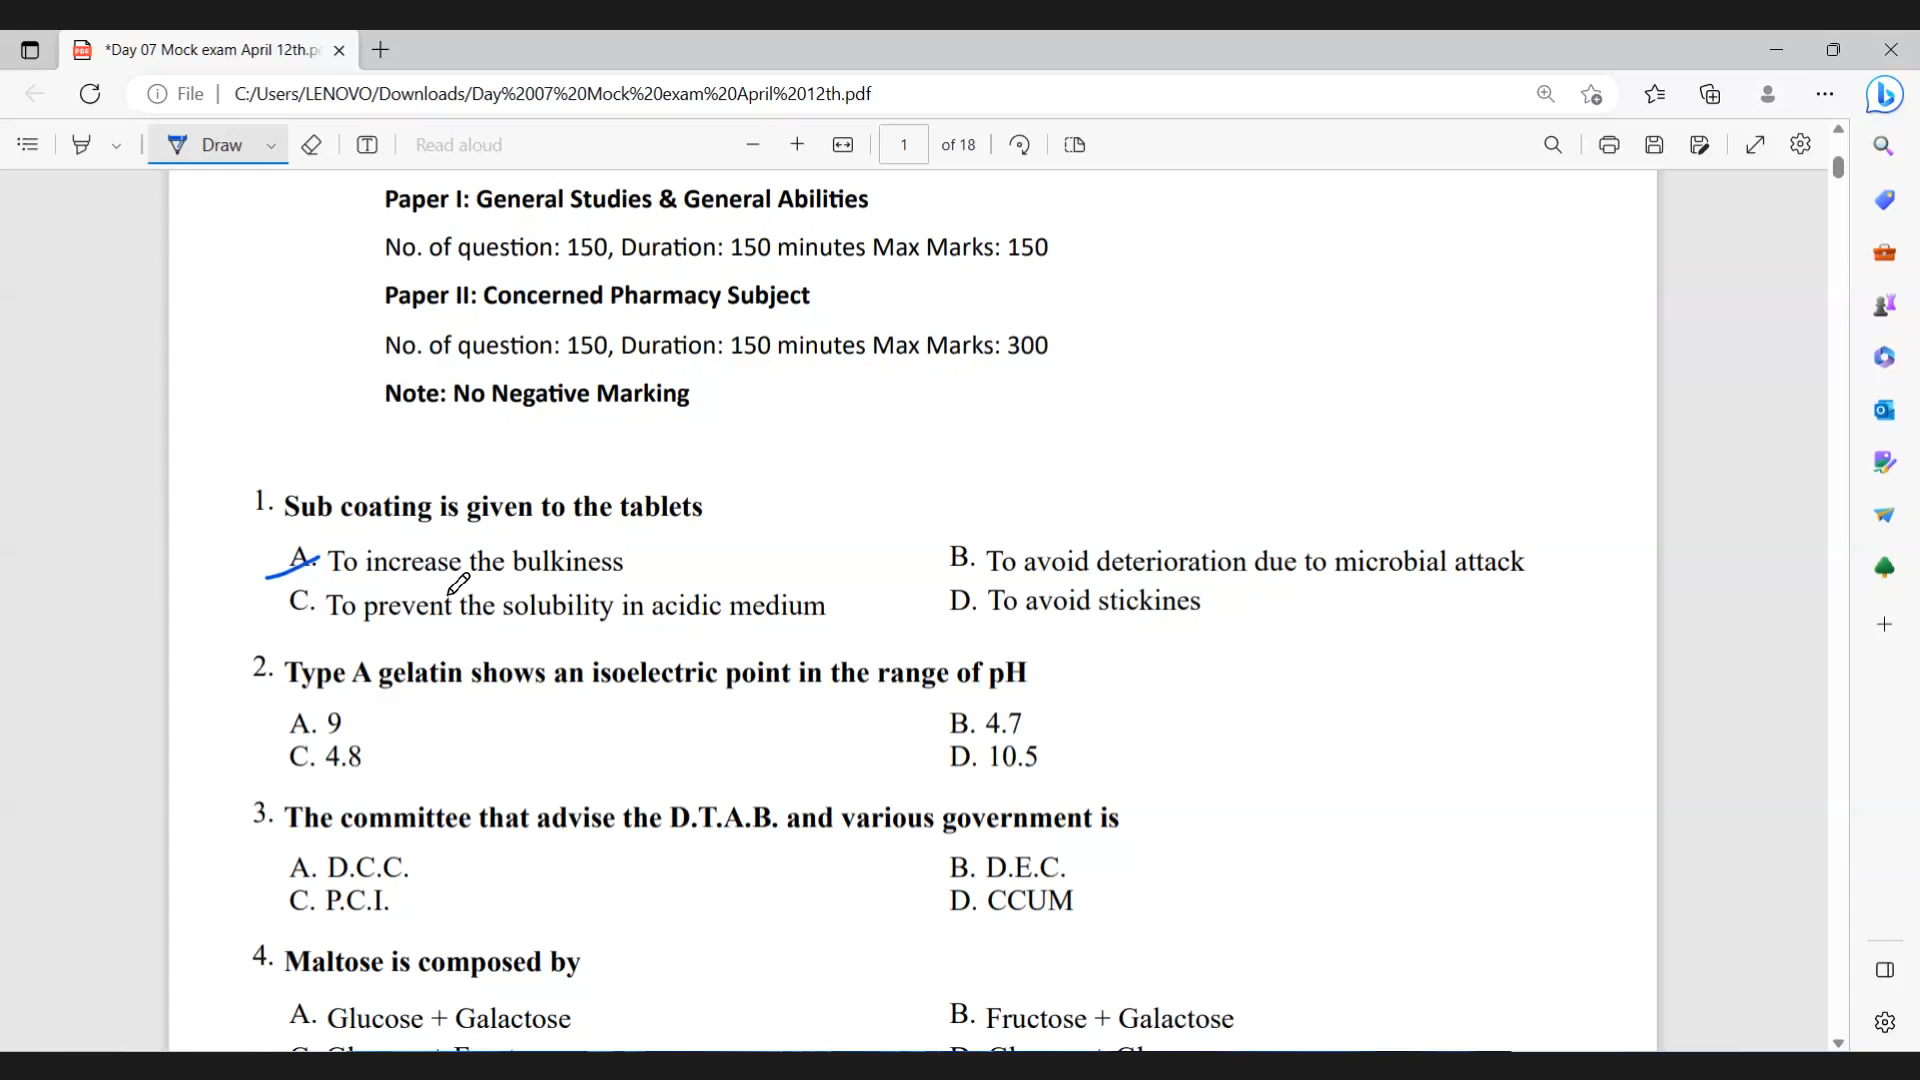 *Day 07 Mock exam April 12th.p
File
C:/Users/LENOVO/Downloads/Day%2007%20Mock%20exam%20April%2012th.pdf
Draw
Read aloud
1 of 18
Paper I: General Studies & General Abilities
No. of question: 150, Duration: 150 minutes Max Marks: 150
Paper II: Concerned Pharmacy Subject
No. of question: 150, Duration: 150 minutes Max Marks: 300
Note: No Negative Marking
1. Sub coating is given to the tablets
A. To increase the bulkiness
B. To avoid deterioration due to microbial attack
C. To prevent the solubility in acidic medium
D. To avoid stickines
2. Type A gelatin shows an isoelectric point in the range of pH
A. 9
B. 4.7
C. 4.8
D. 10.5
3. The committee that advise the D.T.A.B. and various government is
A. D.C.C.
B. D.E.C.
C. P.C.I.
D. CCUM
4. Maltose is composed by
A. Glucose + Galactose
B. Fructose + Galactose